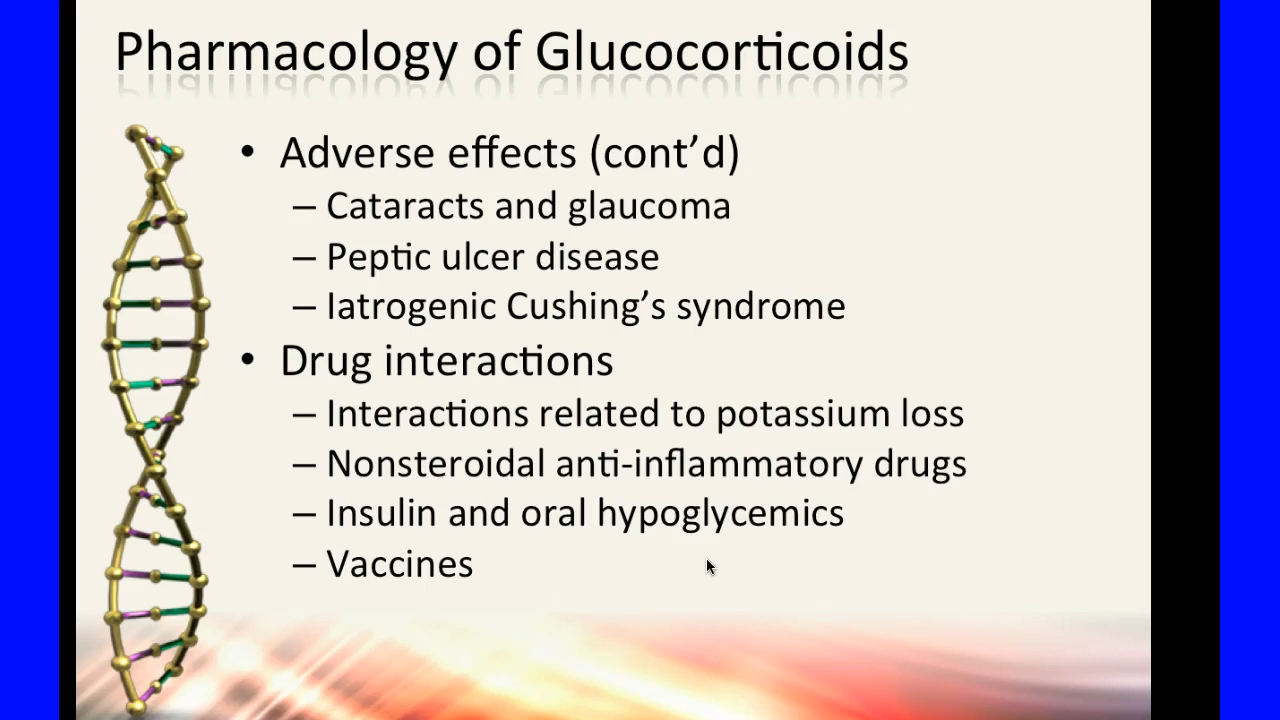 Pharmacology of Glucocorticoids
• Adverse effects (cont’d)
– Cataracts and glaucoma
– Peptic ulcer disease
– Iatrogenic Cushing’s syndrome
• Drug interactions
– Interactions related to potassium loss
– Nonsteroidal anti-inflammatory drugs
– Insulin and oral hypoglycemics
– Vaccines